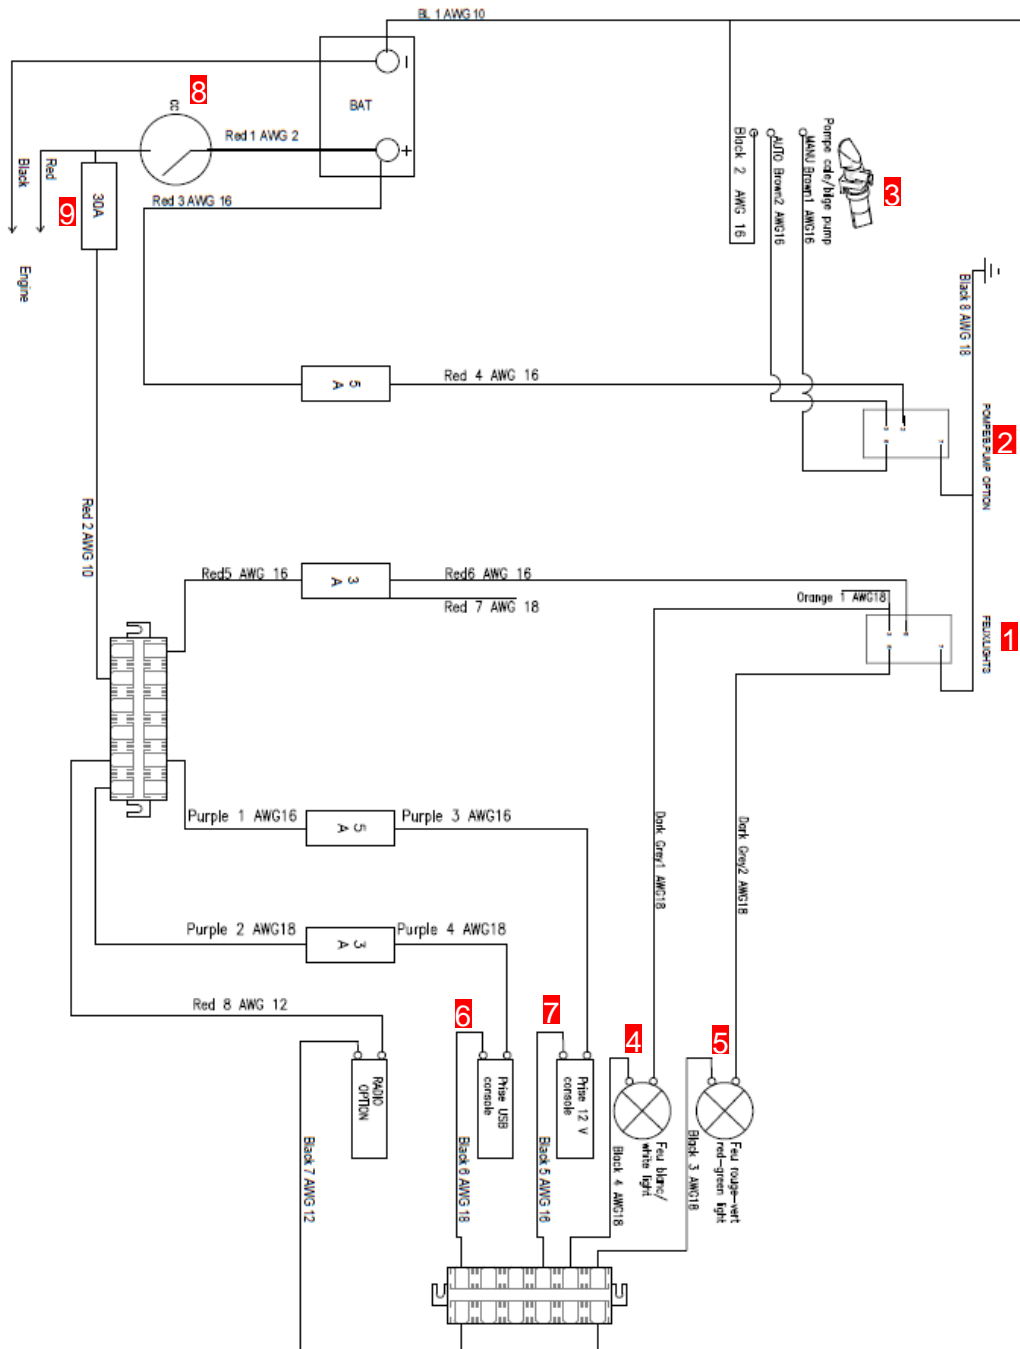 BL 1 AWG 10
8
cc
BAT
-
+
Red 1 AWG 2
Red 3 AWG 16
Black
Red
9
30A
Engine
Black 2 AWG 16
AUTO Brown2 AWG16
MANU Brown1 AWG16
Pompe cale/bilge pump
3
Black 8 AWG 18
5 A
Red 4 AWG 16
3
2
6
7
POMPE/B.PUMP OPTION
2
Red 2 AWG 10
Red5 AWG 16
3 A
Red6 AWG 16
Red 7 AWG 18
Orange 1 AWG18
FEUX/LIGHTS
1
Purple 1 AWG16
5 A
Purple 3 AWG16
Dark Grey1 AWG18
Dark Grey2 AWG18
Purple 2 AWG18
3 A
Purple 4 AWG18
Red 8 AWG 12
6
7
4
5
RADIO
OPTION
Prise USB
console
Prise 12 V
console
Feu blanc/
white light
Feu rouge-vert
red-green light
Black 7 AWG 12
Black 6 AWG 18
Black 5 AWG 16
Black 4 AWG18
Black 3 AWG18